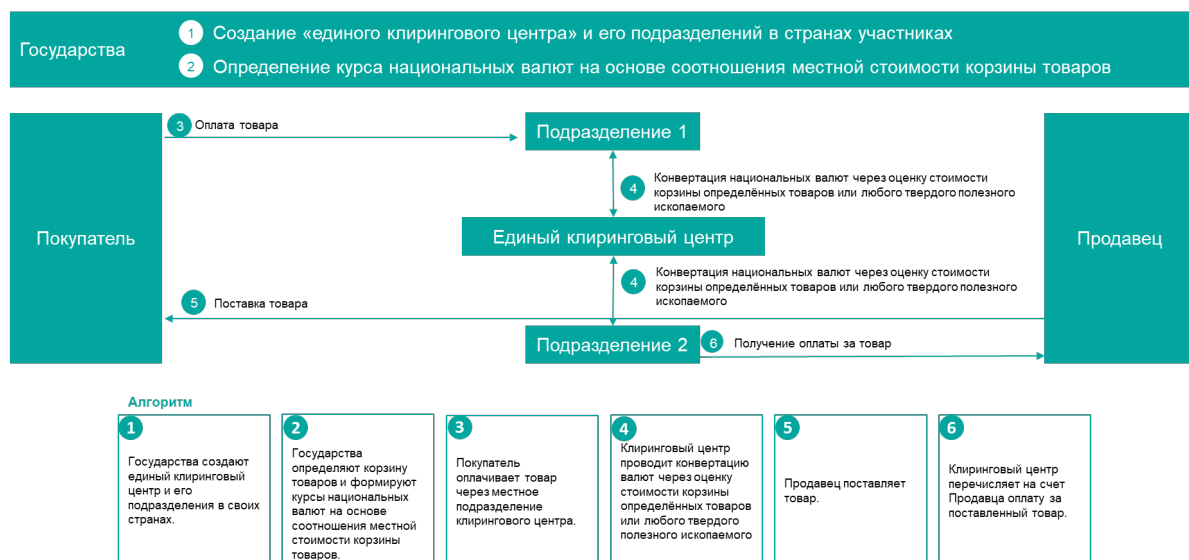 Государства
1 Создание «единого клирингового центра» и его подразделений в странах участниках
2 Определение курса национальных валют на основе соотношения местной стоимости корзины товаров
3 Оплата товара
Подразделение 1
4
Конвертация национальных валют через оценку стоимости
корзины определённых товаров или любого твердого полезного
ископаемого
Покупатель
Единый клиринговый центр
Продавец
4
Конвертация национальных валют через оценку стоимости
корзины определённых товаров или любого твердого полезного
ископаемого
5 Поставка товара
Подразделение 2
6 Получение оплаты за товар
Алгоритм
1
Государства создают
единый клиринговый
центр и его
подразделения в своих
странах.
2
Государства
определяют корзину
товаров и формируют
курсы национальных
валют на основе
соотношения местной
стоимости корзины
товаров.
3
Покупатель
оплачивает товар
через местное
подразделение
клирингового центра.
4
Клиринговый центр
проводит конвертацию
валют через оценку
стоимости корзины
определённых товаров
или любого твердого
полезного ископаемого
5
Продавец поставляет
товар.
6
Клиринговый центр
перечисляет на счет
Продавца оплату за
поставленный товар.